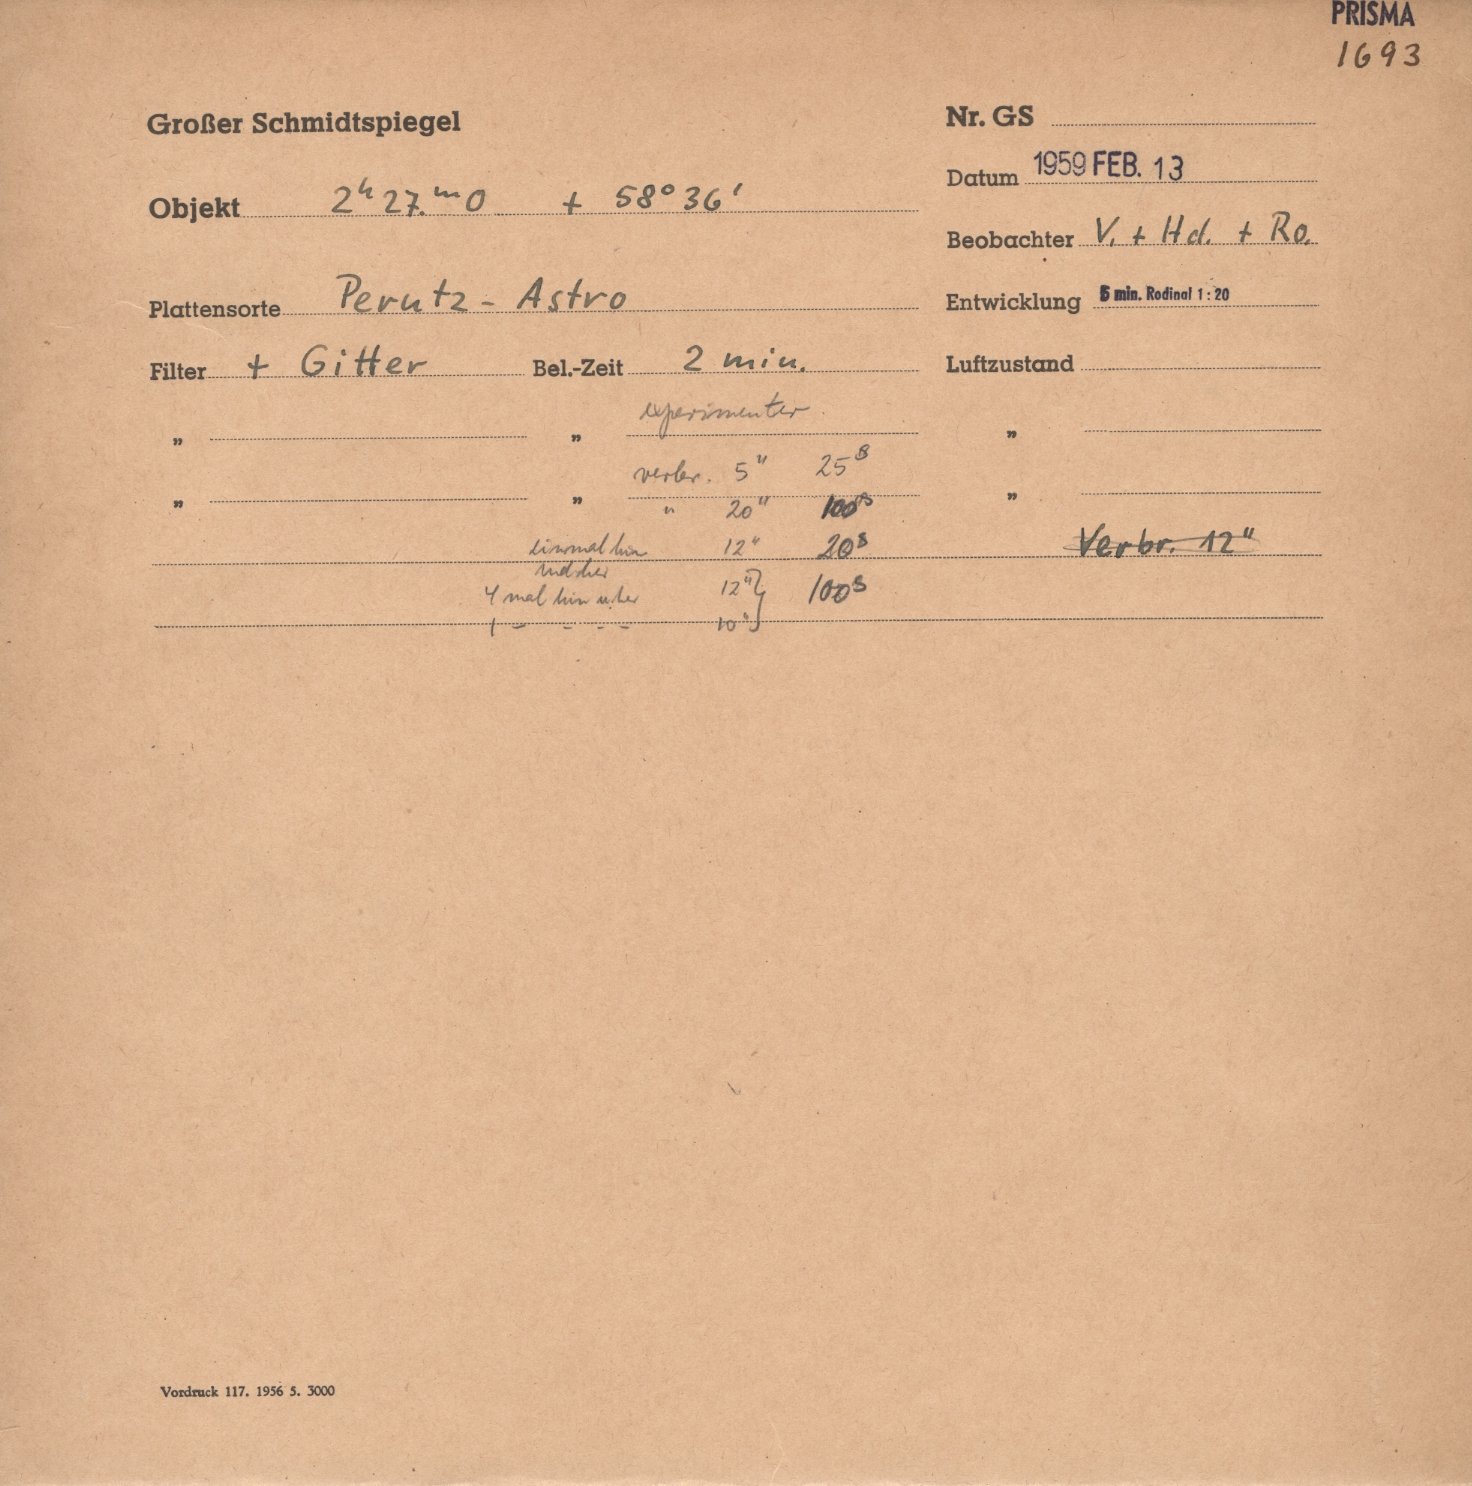 PRISMA
1693
Großer Schmidtspiegel
Nr. GS
Datum 1959 FEB. 13
Objekt 2ʰ 27.ᵐ0 + 58° 36'
Beobachter V. + Hd. + Ro.
Plattensorte Perutz - Astro
Entwicklung 5 min. Rodinal 1 : 20
Filter + Gitter Bel.-Zeit 2 min.
Luftzustand
experimenter
„ „ „
verbr. 5" 25ˢ
„ „ „
" 20" 100ˢ
einmal hin 12" 20ˢ
Verbr. 12"
und her
4 mal hin u. her 12" } 100ˢ
1 - - - - 10"
Vordruck 117. 1956 5. 3000